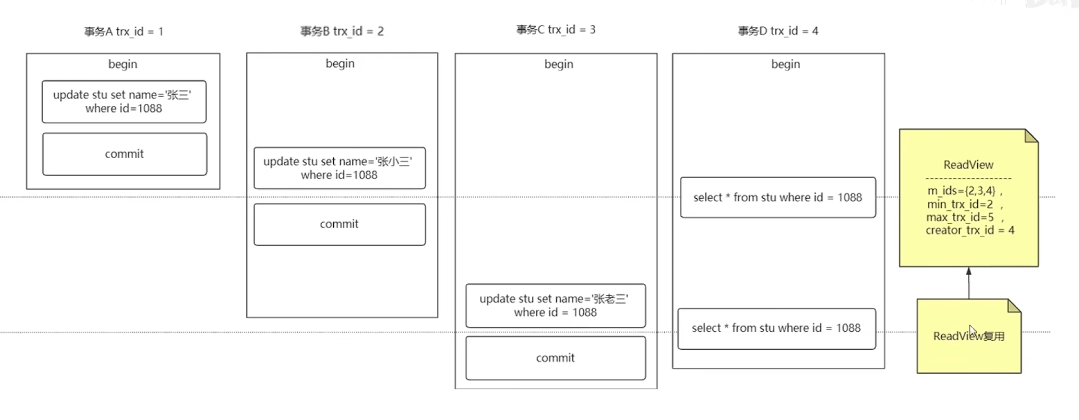 事务A trx_id = 1
begin
update stu set name='张三'
where id=1088
commit
事务B trx_id = 2
begin
update stu set name='张小三'
where id=1088
commit
事务C trx_id = 3
begin
update stu set name='张老三'
where id = 1088
commit
事务D trx_id = 4
begin
select * from stu where id = 1088
select * from stu where id = 1088
ReadView
-------------------
m_ids={2,3,4} ,
min_trx_id=2 ,
max_trx_id=5 ,
creator_trx_id = 4
ReadView复用